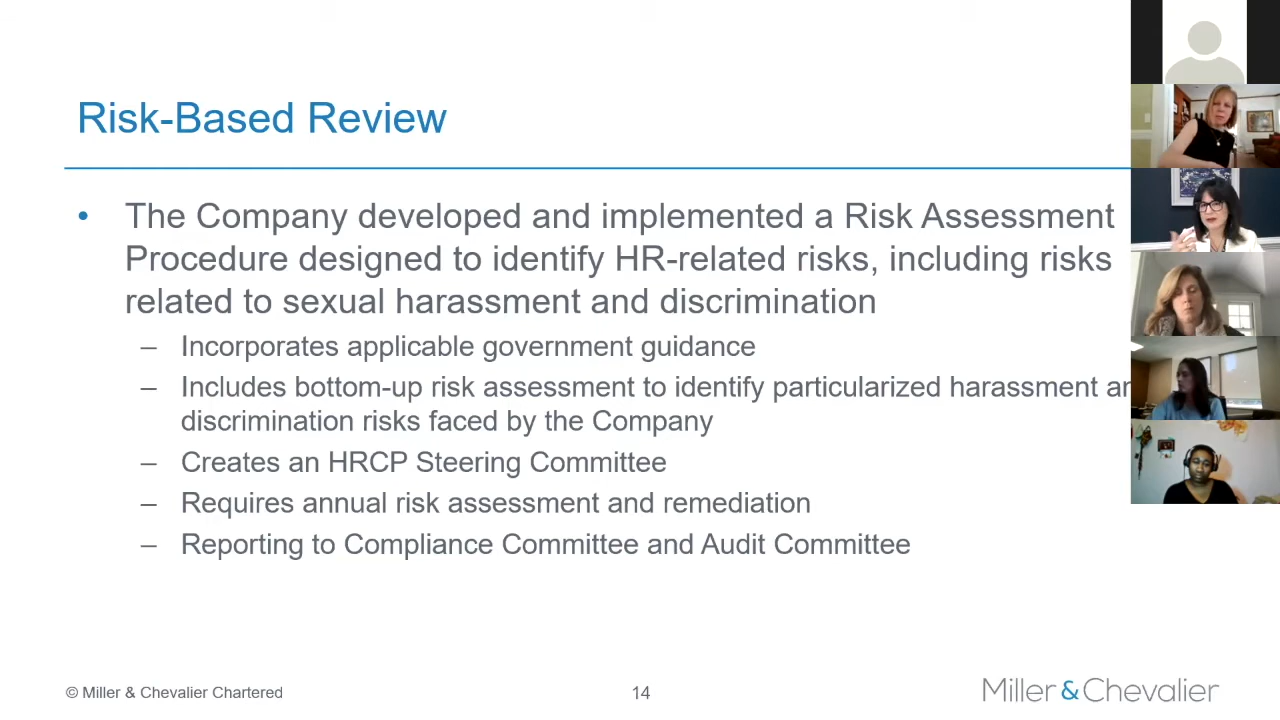 Risk-Based Review
• The Company developed and implemented a Risk Assessment
Procedure designed to identify HR-related risks, including risks
related to sexual harassment and discrimination
– Incorporates applicable government guidance
– Includes bottom-up risk assessment to identify particularized harassment
discrimination risks faced by the Company
– Creates an HRCP Steering Committee
– Requires annual risk assessment and remediation
– Reporting to Compliance Committee and Audit Committee
© Miller & Chevalier Chartered
14
Miller&Chevalier